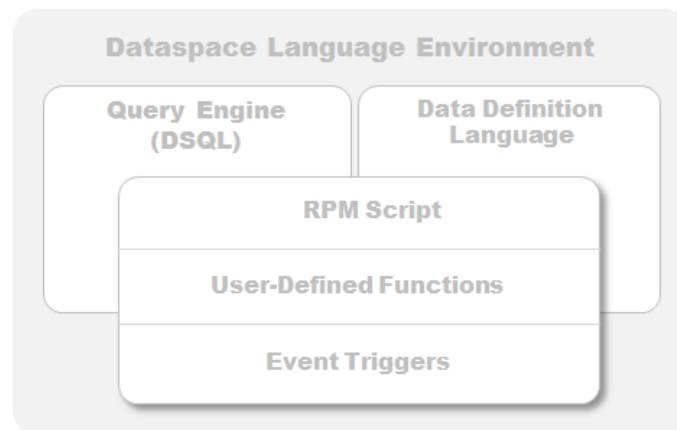 Dataspace Language Environment
Query Engine
(DSQL)
Data Definition
Language
RPM Script
User-Defined Functions
Event Triggers